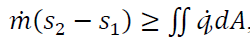 ṁ(s₂ − s₁) ≥ ∬ q̇dA.